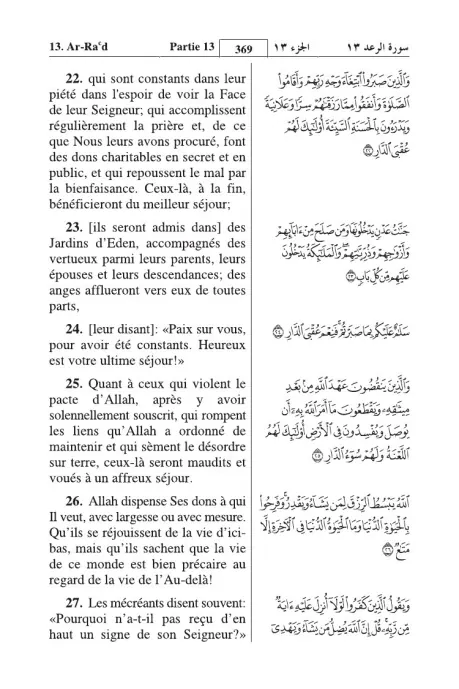 13. Ar-Raʿd Partie 13 369 الجزء ١٣ سورة الرعد ١٣
22. qui sont constants dans leur
piété dans l'espoir de voir la Face
de leur Seigneur; qui accomplissent
régulièrement la prière et, de ce
que Nous leurs avons procuré, font
des dons charitables en secret et en
public, et qui repoussent le mal par
la bienfaisance. Ceux-là, à la fin,
bénéficieront du meilleur séjour;
وَالَّذِينَ صَبَرُوا ابْتِغَاءَ وَجْهِ رَبِّهِمْ وَأَقَامُوا
الصَّلَوٰةَ وَأَنفَقُوا مِمَّا رَزَقْنَٰهُمْ سِرًّا وَعَلَانِيَةً
وَيَدْرَءُونَ بِالْحَسَنَةِ السَّيِّئَةَ أُولَٰئِكَ لَهُمْ
عُقْبَى الدَّارِ ٢٢
23. [ils seront admis dans] des
Jardins d’Eden, accompagnés des
vertueux parmi leurs parents, leurs
épouses et leurs descendances; des
anges afflueront vers eux de toutes
parts,
جَنَّٰتُ عَدْنٍ يَدْخُلُونَهَا وَمَن صَلَحَ مِنْ ءَابَائِهِمْ
وَأَزْوَٰجِهِمْ وَذُرِّيَّٰتِهِمْ وَالْمَلَٰئِكَةُ يَدْخُلُونَ
عَلَيْهِم مِّن كُلِّ بَابٍ ٢٣
24. [leur disant]: «Paix sur vous,
pour avoir été constants. Heureux
est votre ultime séjour!»
سَلَٰمٌ عَلَيْكُم بِمَا صَبَرْتُمْ فَنِعْمَ عُقْبَى الدَّارِ ٢٤
25. Quant à ceux qui violent le
pacte d’Allah, après y avoir
solennellement souscrit, qui rompent
les liens qu’Allah a ordonné de
maintenir et qui sèment le désordre
sur terre, ceux-là seront maudits et
voués à un affreux séjour.
وَالَّذِينَ يَنقُضُونَ عَهْدَ اللَّهِ مِن بَعْدِ
مِيثَٰقِهِ وَيَقْطَعُونَ مَا أَمَرَ اللَّهُ بِهِ أَن
يُوصَلَ وَيُفْسِدُونَ فِي الْأَرْضِ أُولَٰئِكَ لَهُمُ
اللَّعْنَةُ وَلَهُمْ سُوءُ الدَّارِ ٢٥
26. Allah dispense Ses dons à qui
Il veut, avec largesse ou avec mesure.
Qu’ils se réjouissent de la vie d’ici-
bas, mais qu’ils sachent que la vie
de ce monde est bien précaire au
regard de la vie de l’Au-delà!
اللَّهُ يَبْسُطُ الرِّزْقَ لِمَن يَشَاءُ وَيَقْدِرُ وَفَرِحُوا
بِالْحَيَوٰةِ الدُّنْيَا وَمَا الْحَيَوٰةُ الدُّنْيَا فِي الْءَاخِرَةِ إِلَّا
مَتَٰعٌ ٢٦
27. Les mécréants disent souvent:
«Pourquoi n’a-t-il pas reçu d’en
haut un signe de son Seigneur?»
وَيَقُولُ الَّذِينَ كَفَرُوا لَوْلَا أُنزِلَ عَلَيْهِ ءَايَةٌ
مِّن رَّبِّهِ قُلْ إِنَّ اللَّهَ يُضِلُّ مَن يَشَاءُ وَيَهْدِي